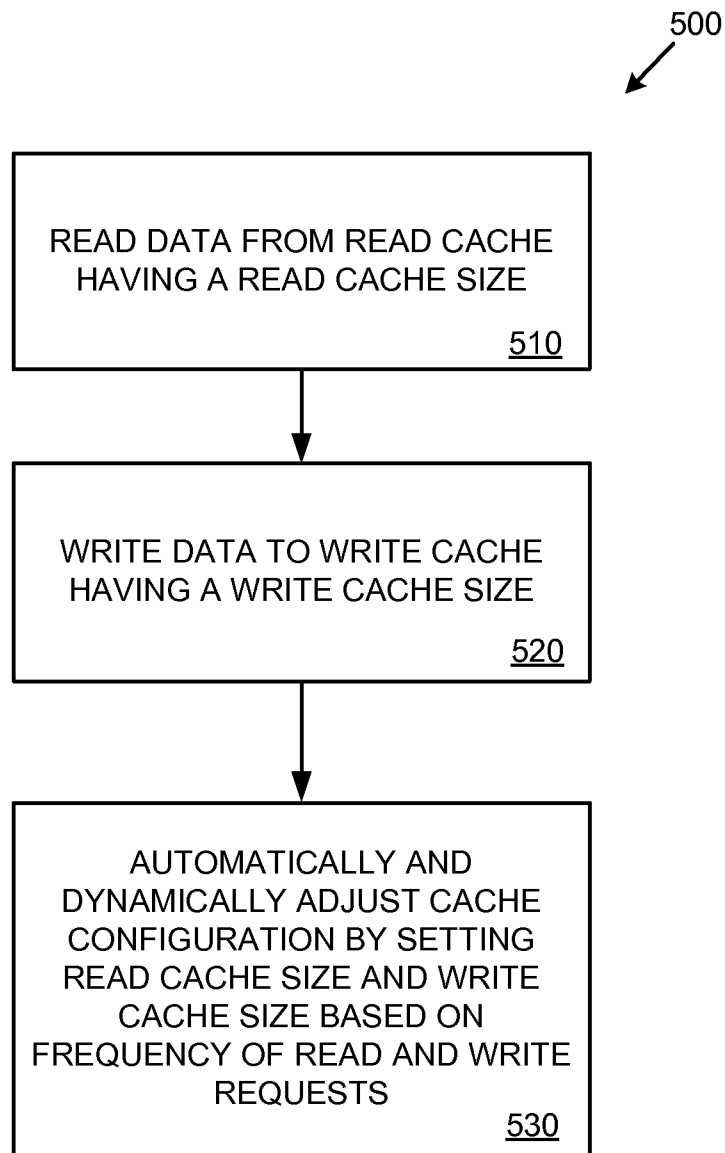 500
READ DATA FROM READ CACHE
HAVING A READ CACHE SIZE
510
WRITE DATA TO WRITE CACHE
HAVING A WRITE CACHE SIZE
520
AUTOMATICALLY AND
DYNAMICALLY ADJUST CACHE
CONFIGURATION BY SETTING
READ CACHE SIZE AND WRITE
CACHE SIZE BASED ON
FREQUENCY OF READ AND WRITE
REQUESTS
530